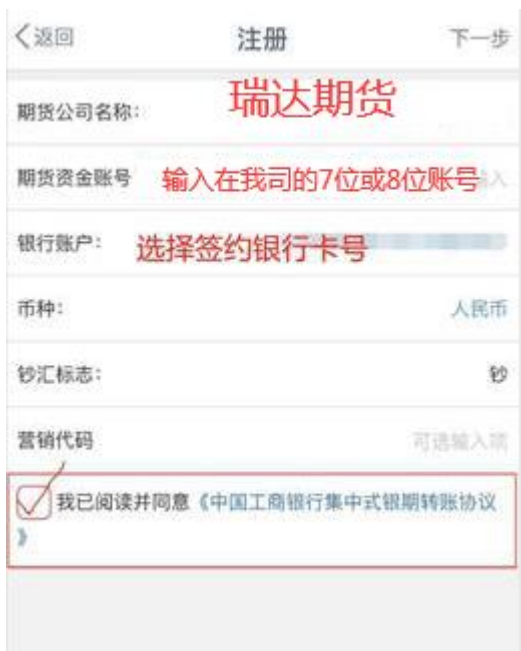 返回 注册 下一步
期货公司名称： 瑞达期货
期货资金账号 输入在我司的7位或8位账号 入
银行账户： 选择签约银行卡号
币种： 人民币
钞汇标志： 钞
营销代码 可选输入项
我已阅读并同意《中国工商银行集中式银期转账协议
》